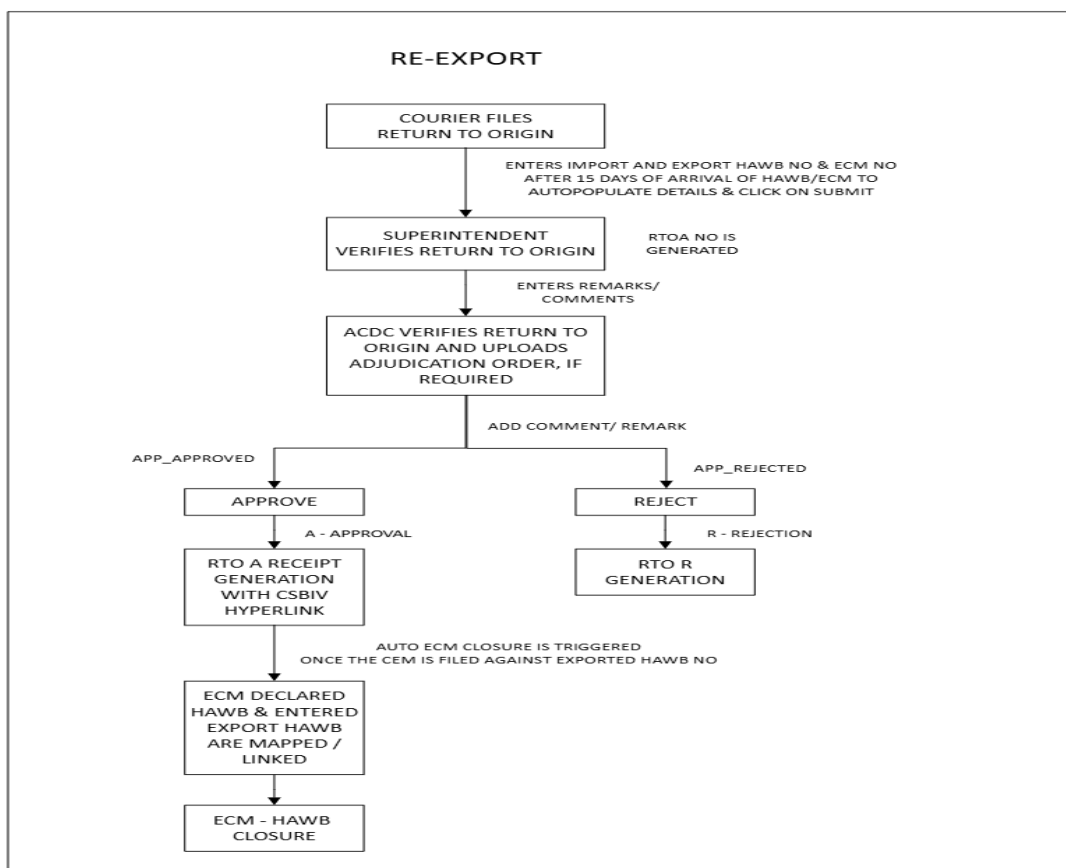 RE-EXPORT
COURIER FILES
RETURN TO ORIGIN
ENTERS IMPORT AND EXPORT HAWB NO & ECM NO
AFTER 15 DAYS OF ARRIVAL OF HAWB/ECM TO
AUTOPOPULATE DETAILS & CLICK ON SUBMIT
SUPERINTENDENT
VERIFIES RETURN TO ORIGIN
RTOA NO IS
GENERATED
ENTERS REMARKS/
COMMENTS
ACDC VERIFIES RETURN TO
ORIGIN AND UPLOADS
ADJUDICATION ORDER, IF
REQUIRED
ADD COMMENT/ REMARK
APP_APPROVED
APP_REJECTED
APPROVE
REJECT
A - APPROVAL
R - REJECTION
RTO A RECEIPT
GENERATION
WITH CSBIV
HYPERLINK
RTO R
GENERATION
AUTO ECM CLOSURE IS TRIGGERED
ONCE THE CEM IS FILED AGAINST EXPORTED HAWB NO
ECM DECLARED
HAWB & ENTERED
EXPORT HAWB
ARE MAPPED /
LINKED
ECM - HAWB
CLOSURE